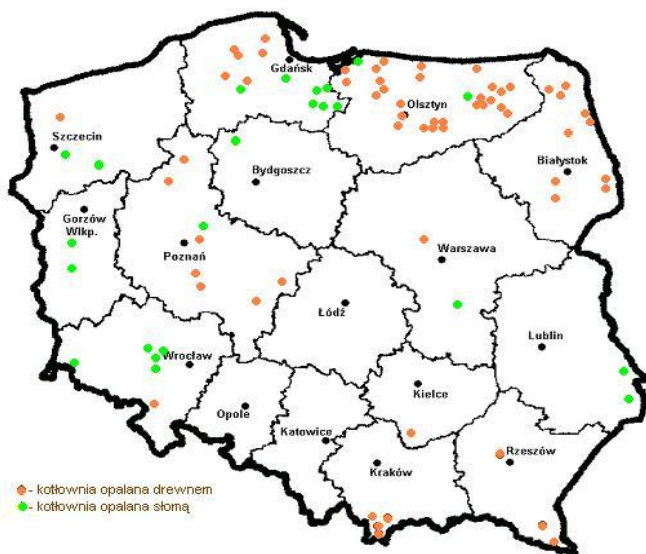 Gdańsk
Olsztyn
Szczecin
Białystok
Bydgoszcz
Gorzów
Wlkp.
Poznań
Warszawa
Łódź
Lublin
Wrocław
Kielce
Opole
Katowice
Rzeszów
Kraków
- kotłownia opalana drewnem
- kotłownia opalana słomą